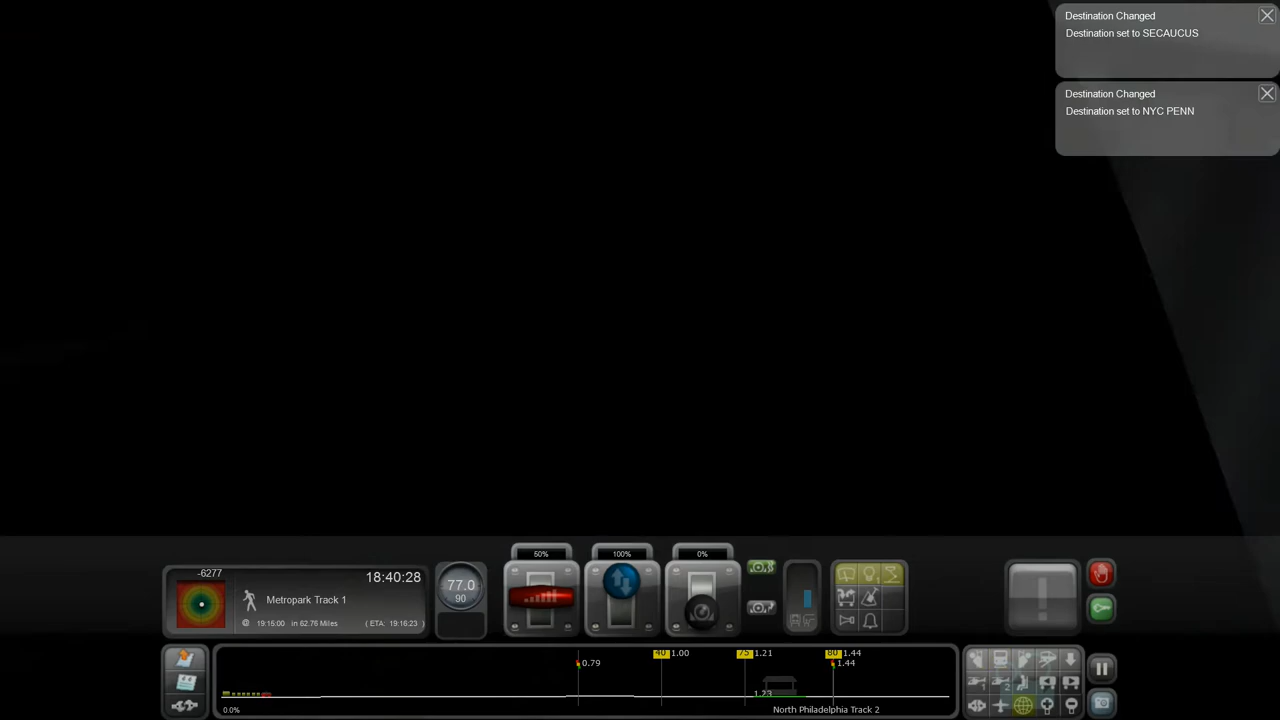 Destination Changed
Destination set to SECAUCUS
Destination Changed
Destination set to NYC PENN
-6277
18:40:28
Metropark Track 1
19:15:00 in 62.76 Miles
( ETA: 19:16:23 )
77.0
90
50%
100%
0%
40 1.00
75 1.21
80 1.44
0.79
1.44
1.23
0.0%
North Philadelphia Track 2
1
2